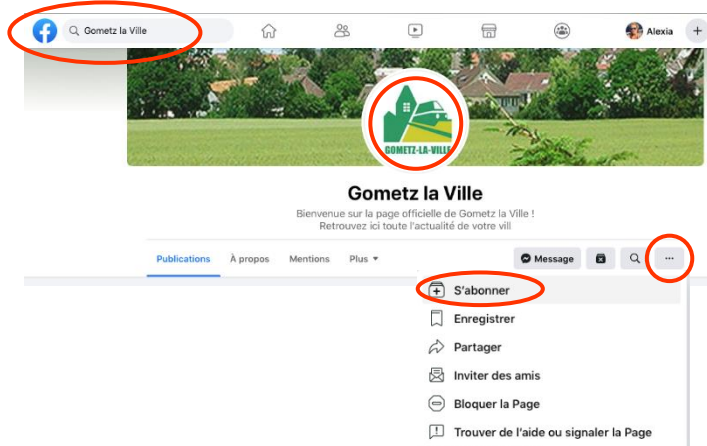 Gometz la Ville
Alexia
GOMETZ-LA-VILLE
Gometz la Ville
Bienvenue sur la page officielle de Gometz la Ville !
Retrouvez ici toute l'actualité de votre vill
Publications À propos Mentions Plus
Message
S'abonner
Enregistrer
Partager
Inviter des amis
Bloquer la Page
Trouver de l'aide ou signaler la Page